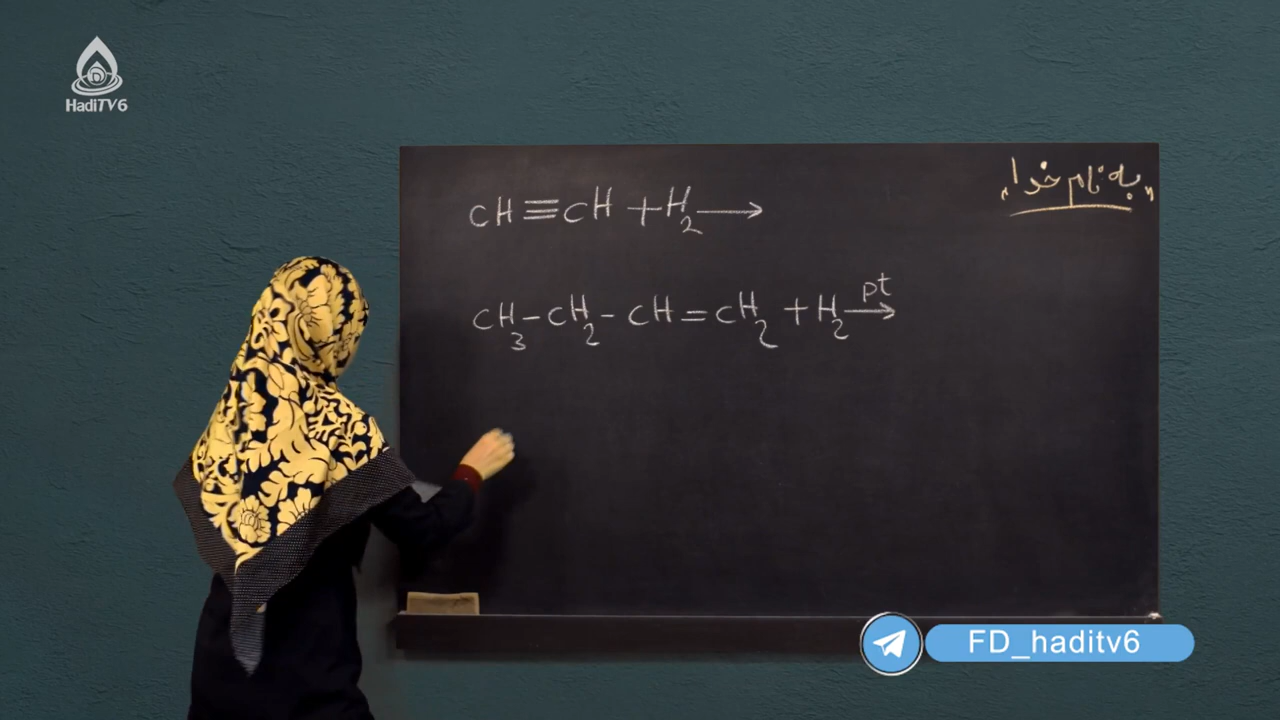 HadiTV6
"به نام خدا"
CH≡CH + H₂ →
CH₃-CH₂-CH=CH₂ + H₂ →
pt
FD_haditv6